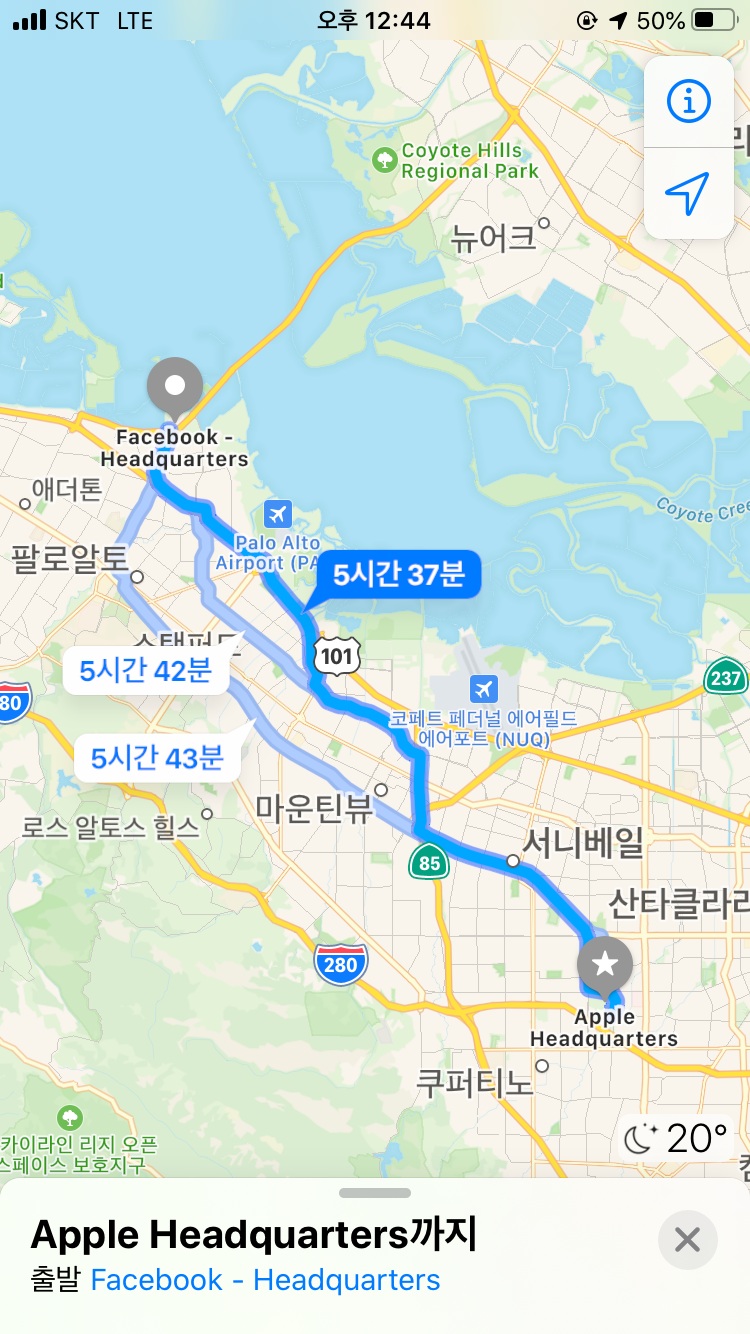 SKT LTE 오후 12:44 50%
Coyote Hills
Regional Park
뉴어크
Facebook -
Headquarters
애더톤
Coyote Cree
Palo Alto
Airport (PA
팔로알토
5시간 37분
101
5시간 42분
237
80
코페트 페더널 에어필드
에어포트 (NUQ)
5시간 43분
마운틴뷰
로스 알토스 힐스
서니베일
85
산타클라라
280
Apple
Headquarters
쿠퍼티노
카이라인 리지 오픈
스페이스 보호지구
20°
Apple Headquarters까지
출발 Facebook - Headquarters